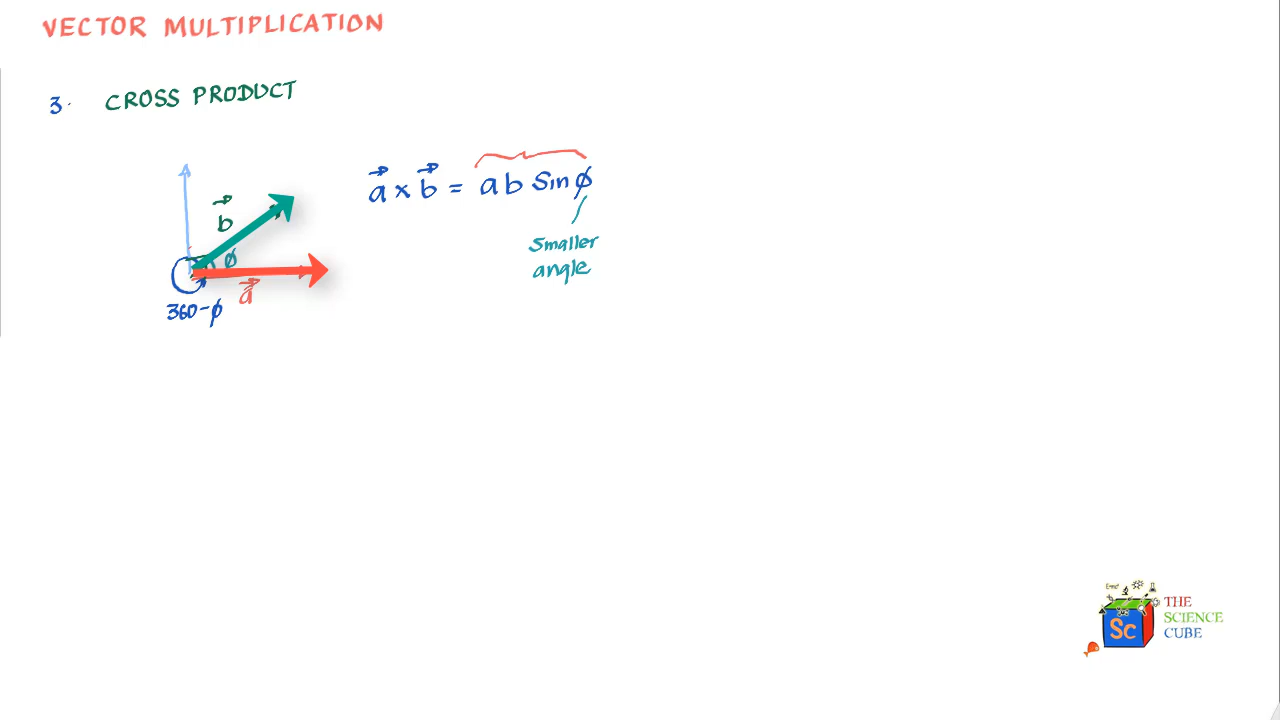 VECTOR MULTIPLICATION
3. CROSS PRODUCT
a⃗ × b⃗ = ab Sin ϕ
Smaller
angle
b⃗
ϕ
a⃗
360-ϕ
Sc
THE
SCIENCE
CUBE